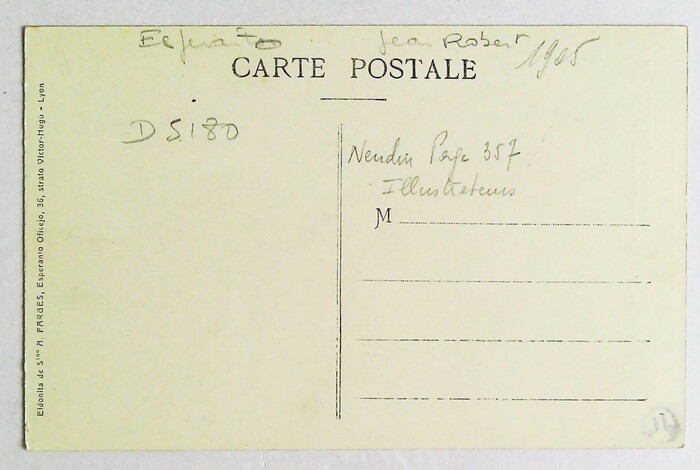 Esperanto Jean Robert 1905
CARTE POSTALE
D 5180
Neudin Page 357
Illustrateurs
M
Eldonita de Sino A. FARGES, Esperanto Oficejo, 36, strato Victor-Hugo - Lyon